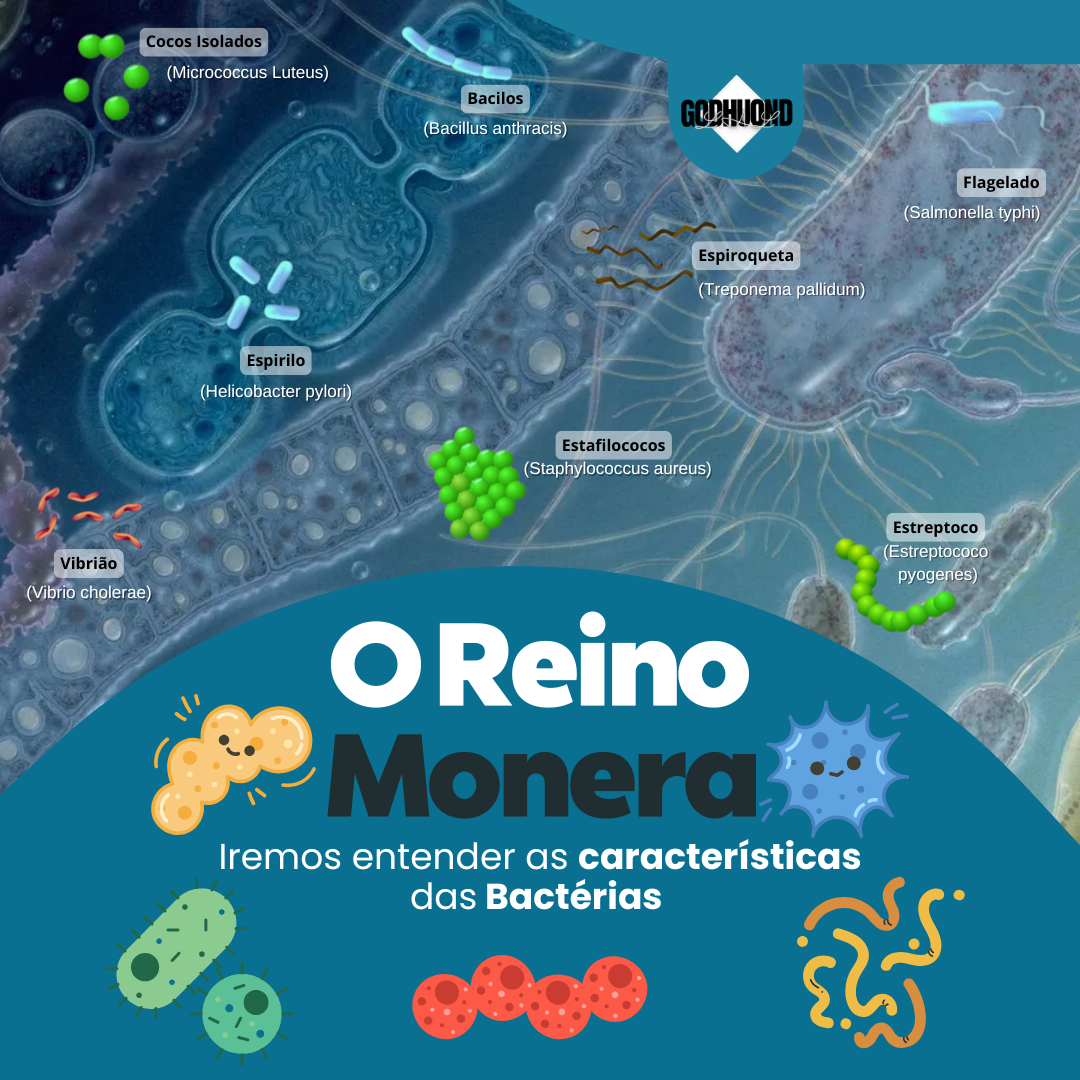 Cocos Isolados
(Micrococcus Luteus)
Bacilos
(Bacillus anthracis)
GODHUOND
Flagelado
(Salmonella typhi)
Espiroqueta
(Treponema pallidum)
Espirilo
(Helicobacter pylori)
Estafilococos
(Staphylococcus aureus)
Estreptoco
(Estreptococo
pyogenes)
Vibrião
(Vibrio cholerae)
O Reino
Monera
Iremos entender as características
das Bactérias